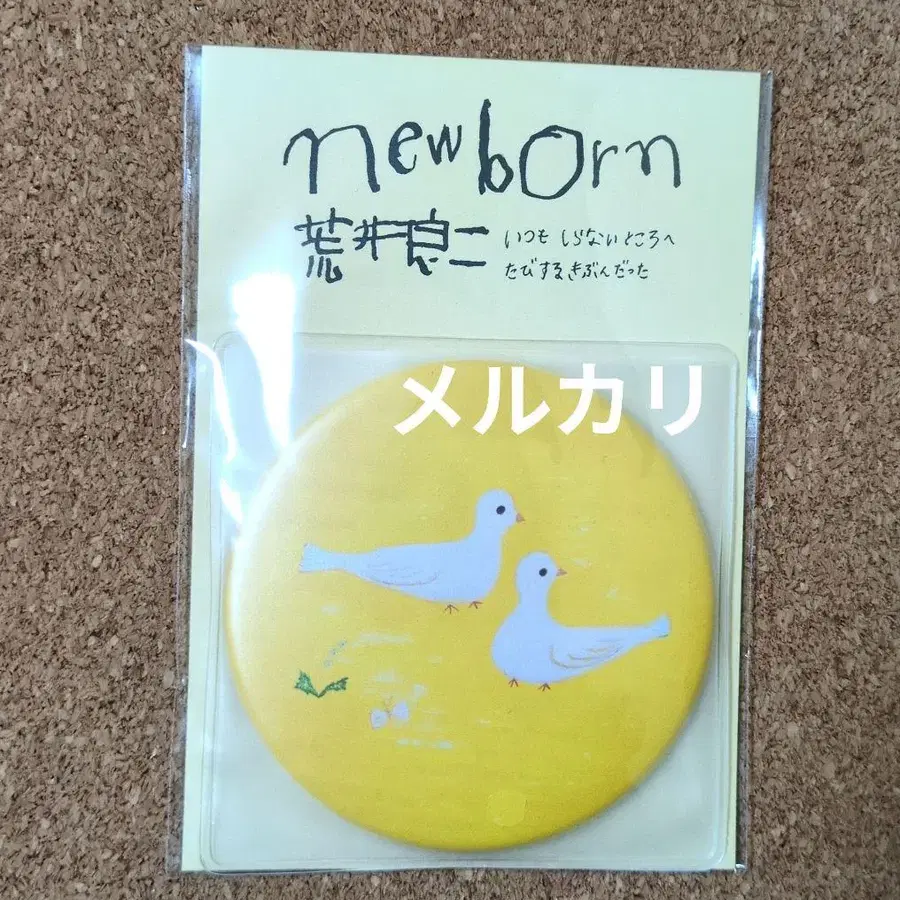 newborn
荒井良二
いつも しらないところへ
たびするきぶんだった
メルカリ